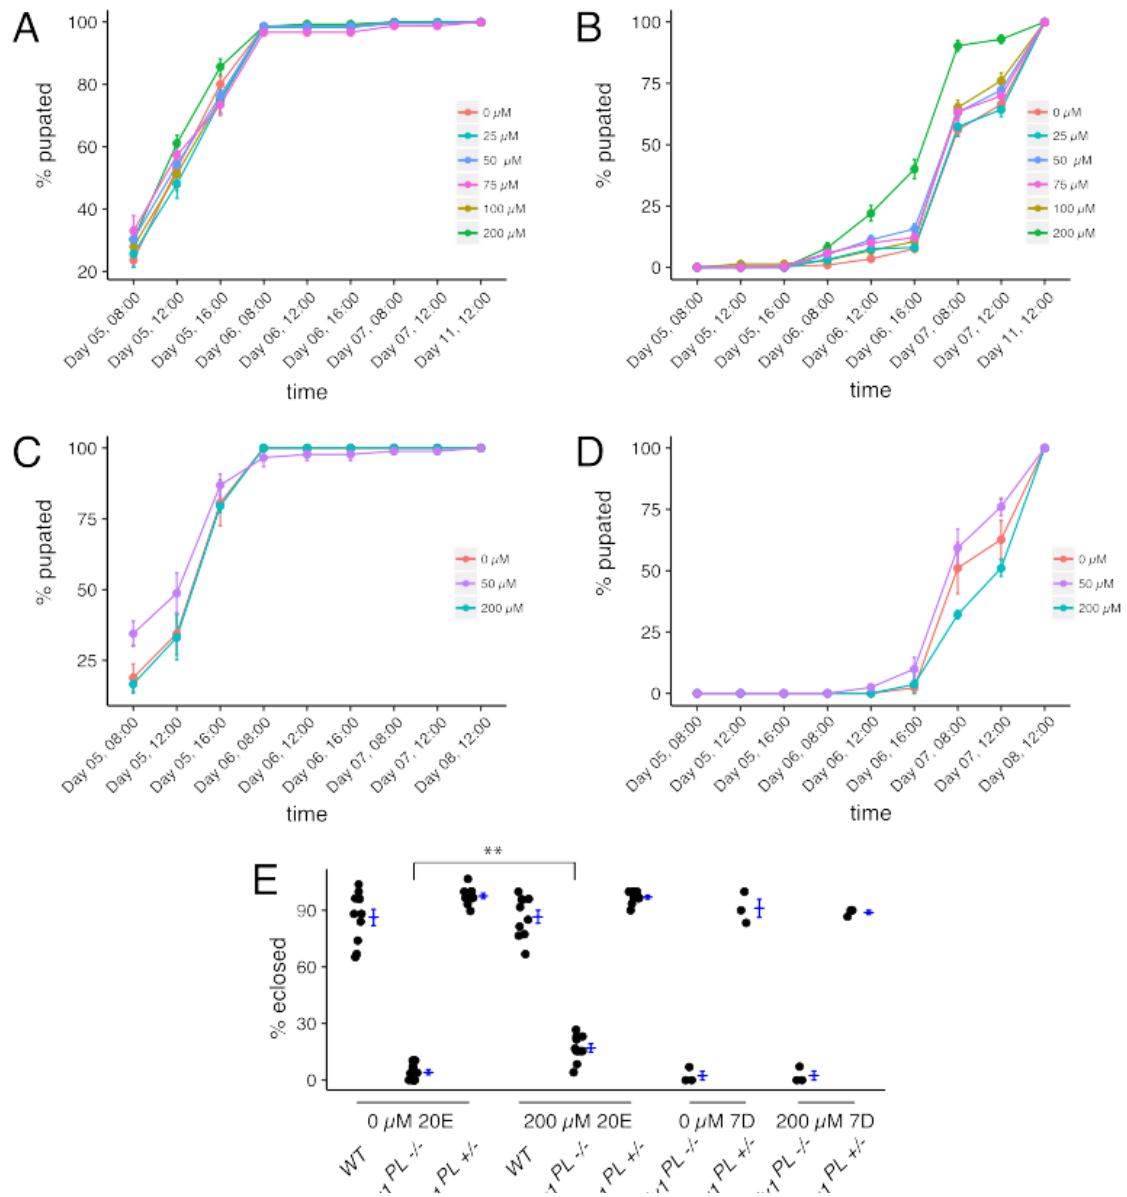 A
% pupated
100
80
60
40
20
0 µM
25 µM
50 µM
75 µM
100 µM
200 µM
Day 05, 08:00
Day 05, 12:00
Day 05, 16:00
Day 06, 08:00
Day 06, 12:00
Day 06, 16:00
Day 07, 08:00
Day 07, 12:00
Day 11, 12:00
time
B
% pupated
100
75
50
25
0
0 µM
25 µM
50 µM
75 µM
100 µM
200 µM
Day 05, 08:00
Day 05, 12:00
Day 05, 16:00
Day 06, 08:00
Day 06, 12:00
Day 06, 16:00
Day 07, 08:00
Day 07, 12:00
Day 11, 12:00
time
C
% pupated
100
75
50
25
0 µM
50 µM
200 µM
Day 05, 08:00
Day 05, 12:00
Day 05, 16:00
Day 06, 08:00
Day 06, 12:00
Day 06, 16:00
Day 07, 08:00
Day 07, 12:00
Day 08, 12:00
time
D
% pupated
100
75
50
25
0
0 µM
50 µM
200 µM
Day 05, 08:00
Day 05, 12:00
Day 05, 16:00
Day 06, 08:00
Day 06, 12:00
Day 06, 16:00
Day 07, 08:00
Day 07, 12:00
Day 08, 12:00
time
E
**
% eclosed
90
60
30
0
0 µM 20E
200 µM 20E
0 µM 7D
200 µM 7D
WT
PL -/-
PL +/-
WT
PL -/-
PL +/-
PL -/-
PL +/-
PL -/-
PL +/-